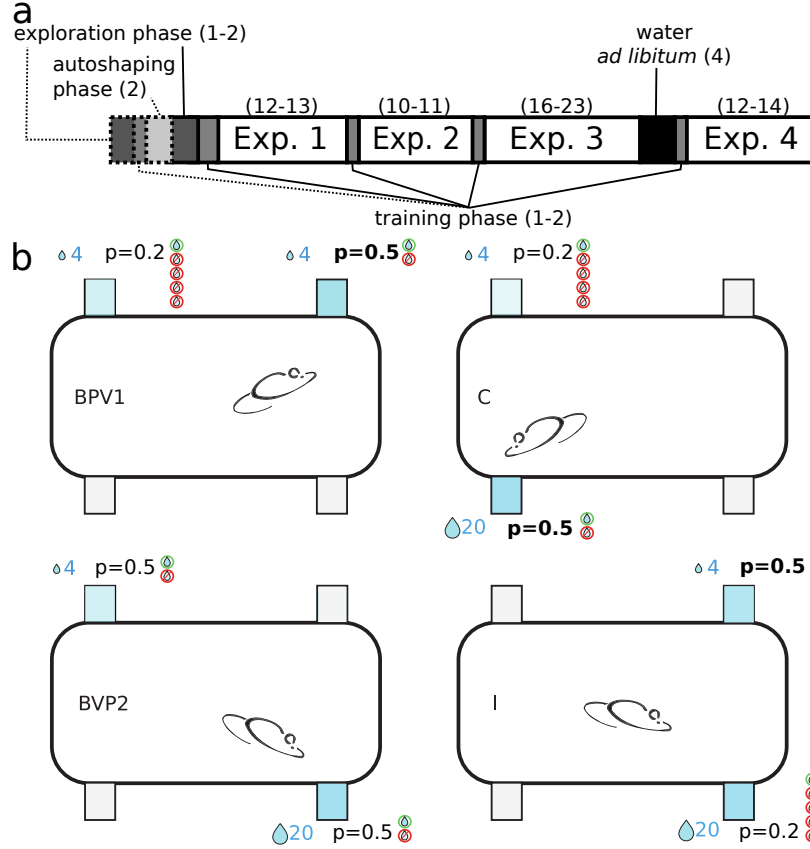 a
exploration phase (1-2)
water
ad libitum (4)
autoshaping
phase (2)
(12-13)
(10-11)
(16-23)
(12-14)
Exp. 1
Exp. 2
Exp. 3
Exp. 4
training phase (1-2)
b
4 p=0.2
4 p=0.5
4 p=0.2
BPV1
C
20 p=0.5
4 p=0.5
4 p=0.5
BVP2
I
20 p=0.5
20 p=0.2